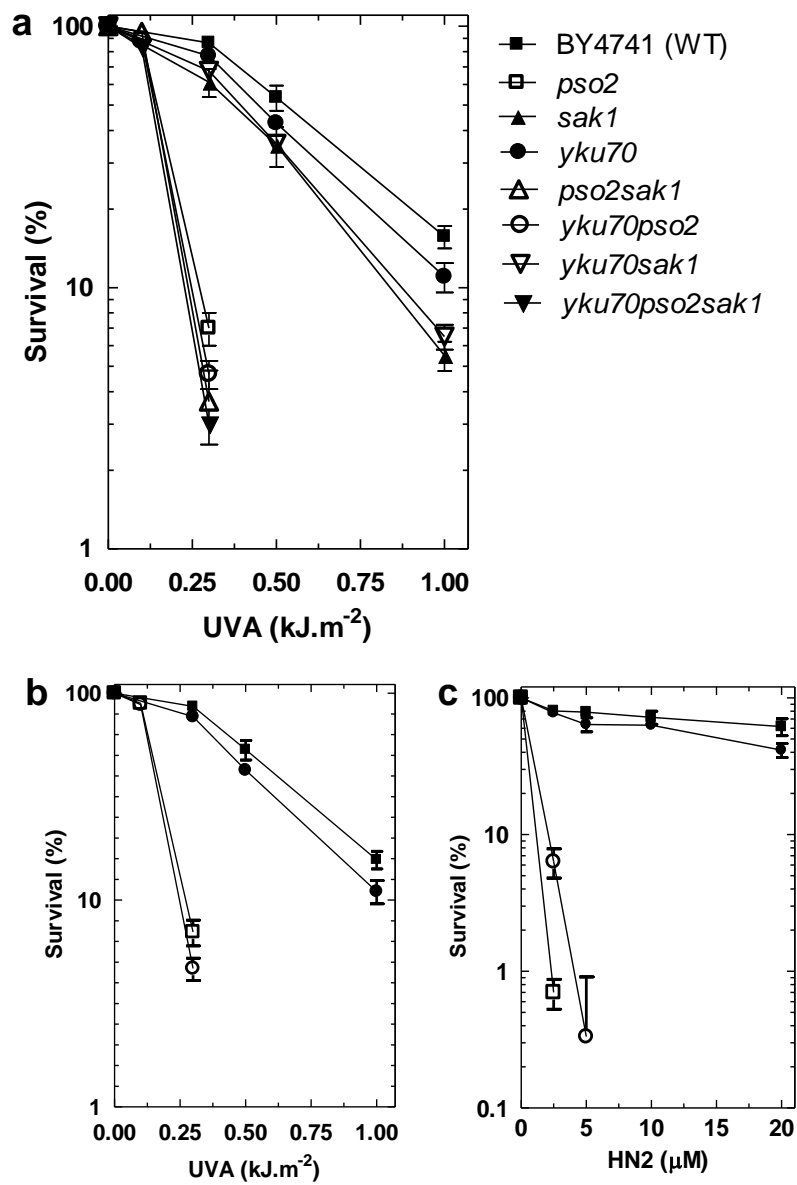 a
100
10
1
Survival (%)
0.00 0.25 0.50 0.75 1.00
UVA (kJ.m-2)
BY4741 (WT)
pso2
sak1
yku70
pso2sak1
yku70pso2
yku70sak1
yku70pso2sak1
b
100
10
1
Survival (%)
0.00 0.25 0.50 0.75 1.00
UVA (kJ.m-2)
c
100
10
1
0.1
Survival (%)
0 5 10 15 20
HN2 (μM)